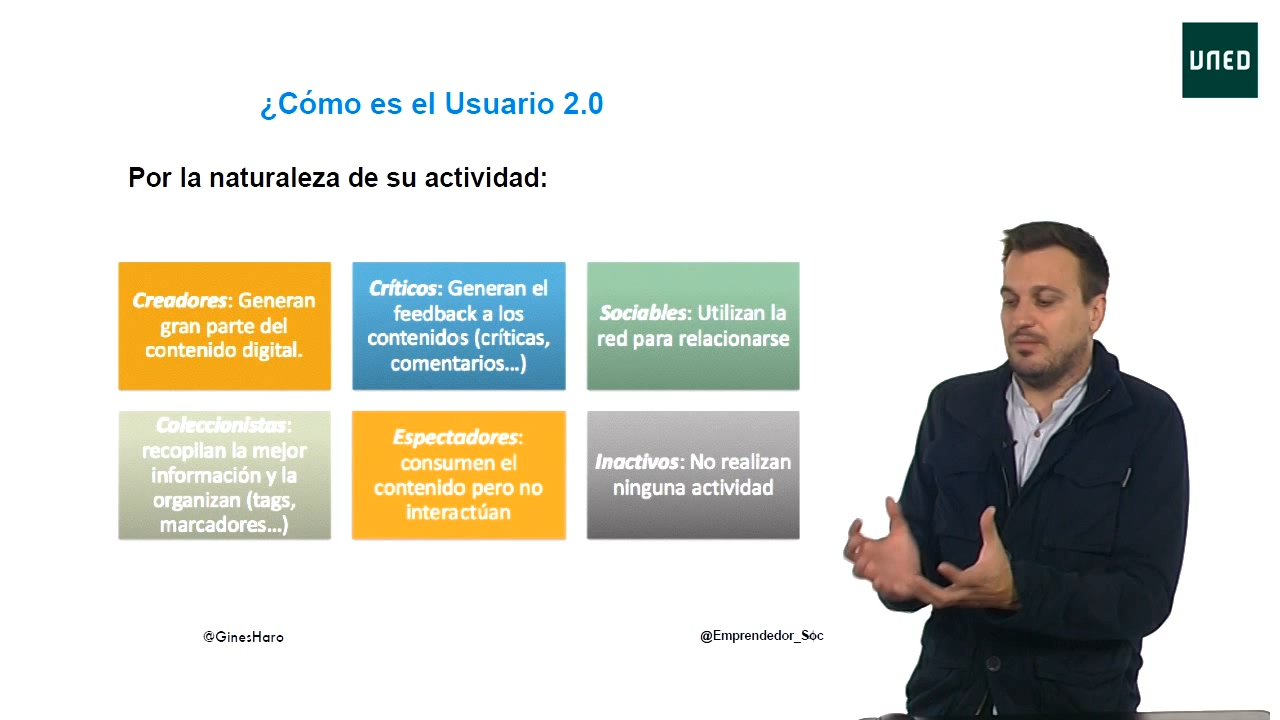 UNED
¿Cómo es el Usuario 2.0
Por la naturaleza de su actividad:
Creadores: Generan
gran parte del
contenido digital.
Críticos: Generan el
feedback a los
contenidos (críticas,
comentarios...)
Sociables: Utilizan la
red para relacionarse
Coleccionistas:
recopilan la mejor
información y la
organizan (tags,
marcadores...)
Espectadores:
consumen el
contenido pero no
interactúan
Inactivos: No realizan
ninguna actividad
@GinesHaro
@Emprendedor_Soc